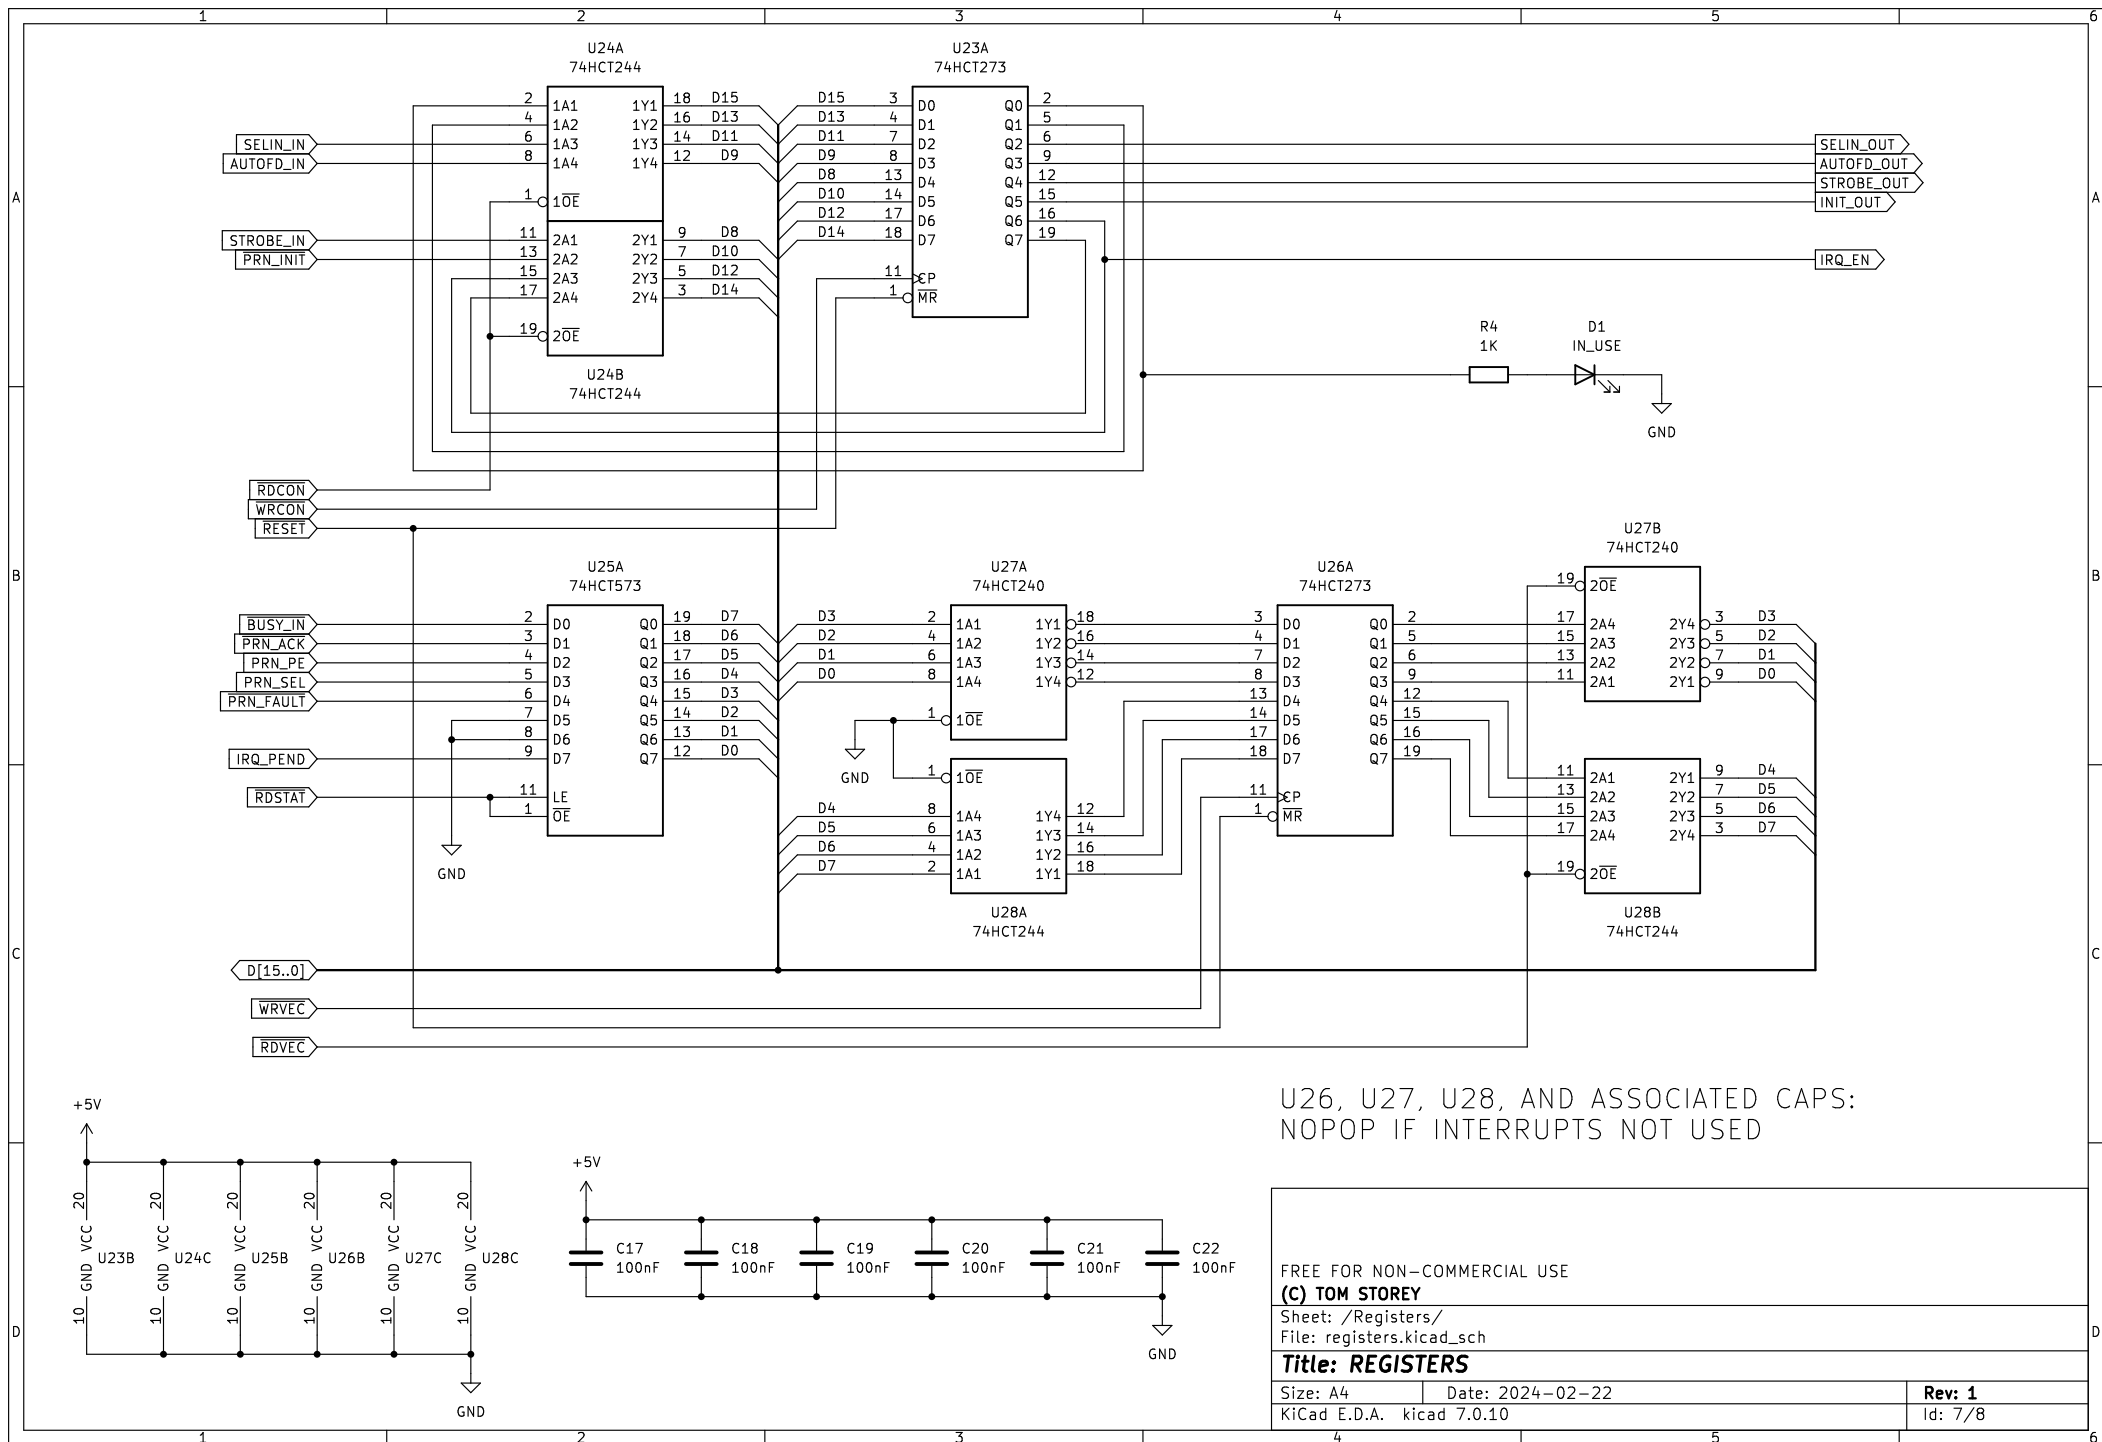 1 2 3 4 5 6
U24A
74HCT244
2 1A1 1Y1 18 D15
4 1A2 1Y2 16 D13
SELIN_IN 6 1A3 1Y3 14 D11
AUTOFD_IN 8 1A4 1Y4 12 D9
1 1OE
STROBE_IN 11 2A1 2Y1 9 D8
PRN_INIT 13 2A2 2Y2 7 D10
15 2A3 2Y3 5 D12
17 2A4 2Y4 3 D14
19 2OE
U24B
74HCT244
U23A
74HCT273
D15 3 D0 Q0 2
D13 4 D1 Q1 5
D11 7 D2 Q2 6 SELIN_OUT
D9 8 D3 Q3 9 AUTOFD_OUT
D8 13 D4 Q4 12 STROBE_OUT
D10 14 D5 Q5 15 INIT_OUT
D12 17 D6 Q6 16
D14 18 D7 Q7 19
IRQ_EN
11 CP
1 MR
A A
R4
1K
D1
IN_USE
GND
RDCON
WRCON
RESET
B B
U25A
74HCT573
BUSY_IN 2 D0 Q0 19 D7
PRN_ACK 3 D1 Q1 18 D6
PRN_PE 4 D2 Q2 17 D5
PRN_SEL 5 D3 Q3 16 D4
PRN_FAULT 6 D4 Q4 15 D3
7 D5 Q5 14 D2
8 D6 Q6 13 D1
IRQ_PEND 9 D7 Q7 12 D0
RDSTAT 11 LE
1 OE
GND
U27A
74HCT240
D3 2 1A1 1Y1 18
D2 4 1A2 1Y2 16
D1 6 1A3 1Y3 14
D0 8 1A4 1Y4 12
1 1OE
GND
1 1OE
D4 8 1A4 1Y4 12
D5 6 1A3 1Y3 14
D6 4 1A2 1Y2 16
D7 2 1A1 1Y1 18
U28A
74HCT244
U26A
74HCT273
3 D0 Q0 2
4 D1 Q1 5
7 D2 Q2 6
8 D3 Q3 9
13 D4 Q4 12
14 D5 Q5 15
17 D6 Q6 16
18 D7 Q7 19
11 CP
1 MR
U27B
74HCT240
19 2OE
17 2A4 2Y4 3 D3
15 2A3 2Y3 5 D2
13 2A2 2Y2 7 D1
11 2A1 2Y1 9 D0
11 2A1 2Y1 9 D4
13 2A2 2Y2 7 D5
15 2A3 2Y3 5 D6
17 2A4 2Y4 3 D7
19 2OE
U28B
74HCT244
C C
D[15..0]
WRVEC
RDVEC
U26, U27, U28, AND ASSOCIATED CAPS:
NOPOP IF INTERRUPTS NOT USED
+5V
20 20 20 20 20 20
VCC VCC VCC VCC VCC VCC
U23B U24C U25B U26B U27C U28C
GND GND GND GND GND GND
10 10 10 10 10 10
GND
+5V
C17 C18 C19 C20 C21 C22
100nF 100nF 100nF 100nF 100nF 100nF
GND
D D
FREE FOR NON-COMMERCIAL USE
(C) TOM STOREY
Sheet: /Registers/
File: registers.kicad_sch
Title: REGISTERS
Size: A4 Date: 2024-02-22 Rev: 1
KiCad E.D.A. kicad 7.0.10 Id: 7/8
1 2 3 4 5 6